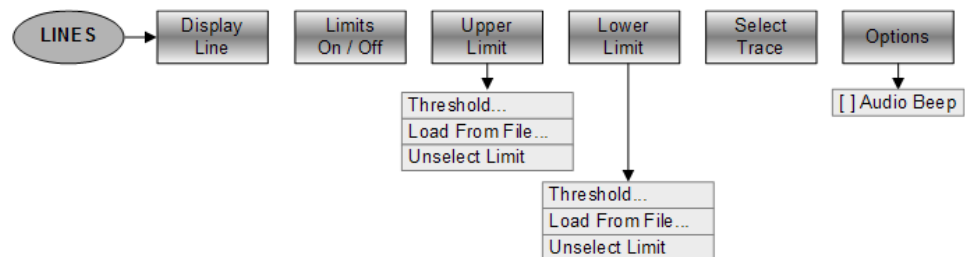 LINES
Display
Line
Limits
On / Off
Upper
Limit
Lower
Limit
Select
Trace
Options
Threshold...
Load From File...
Unselect Limit
[ ] Audio Beep
Threshold...
Load From File...
Unselect Limit